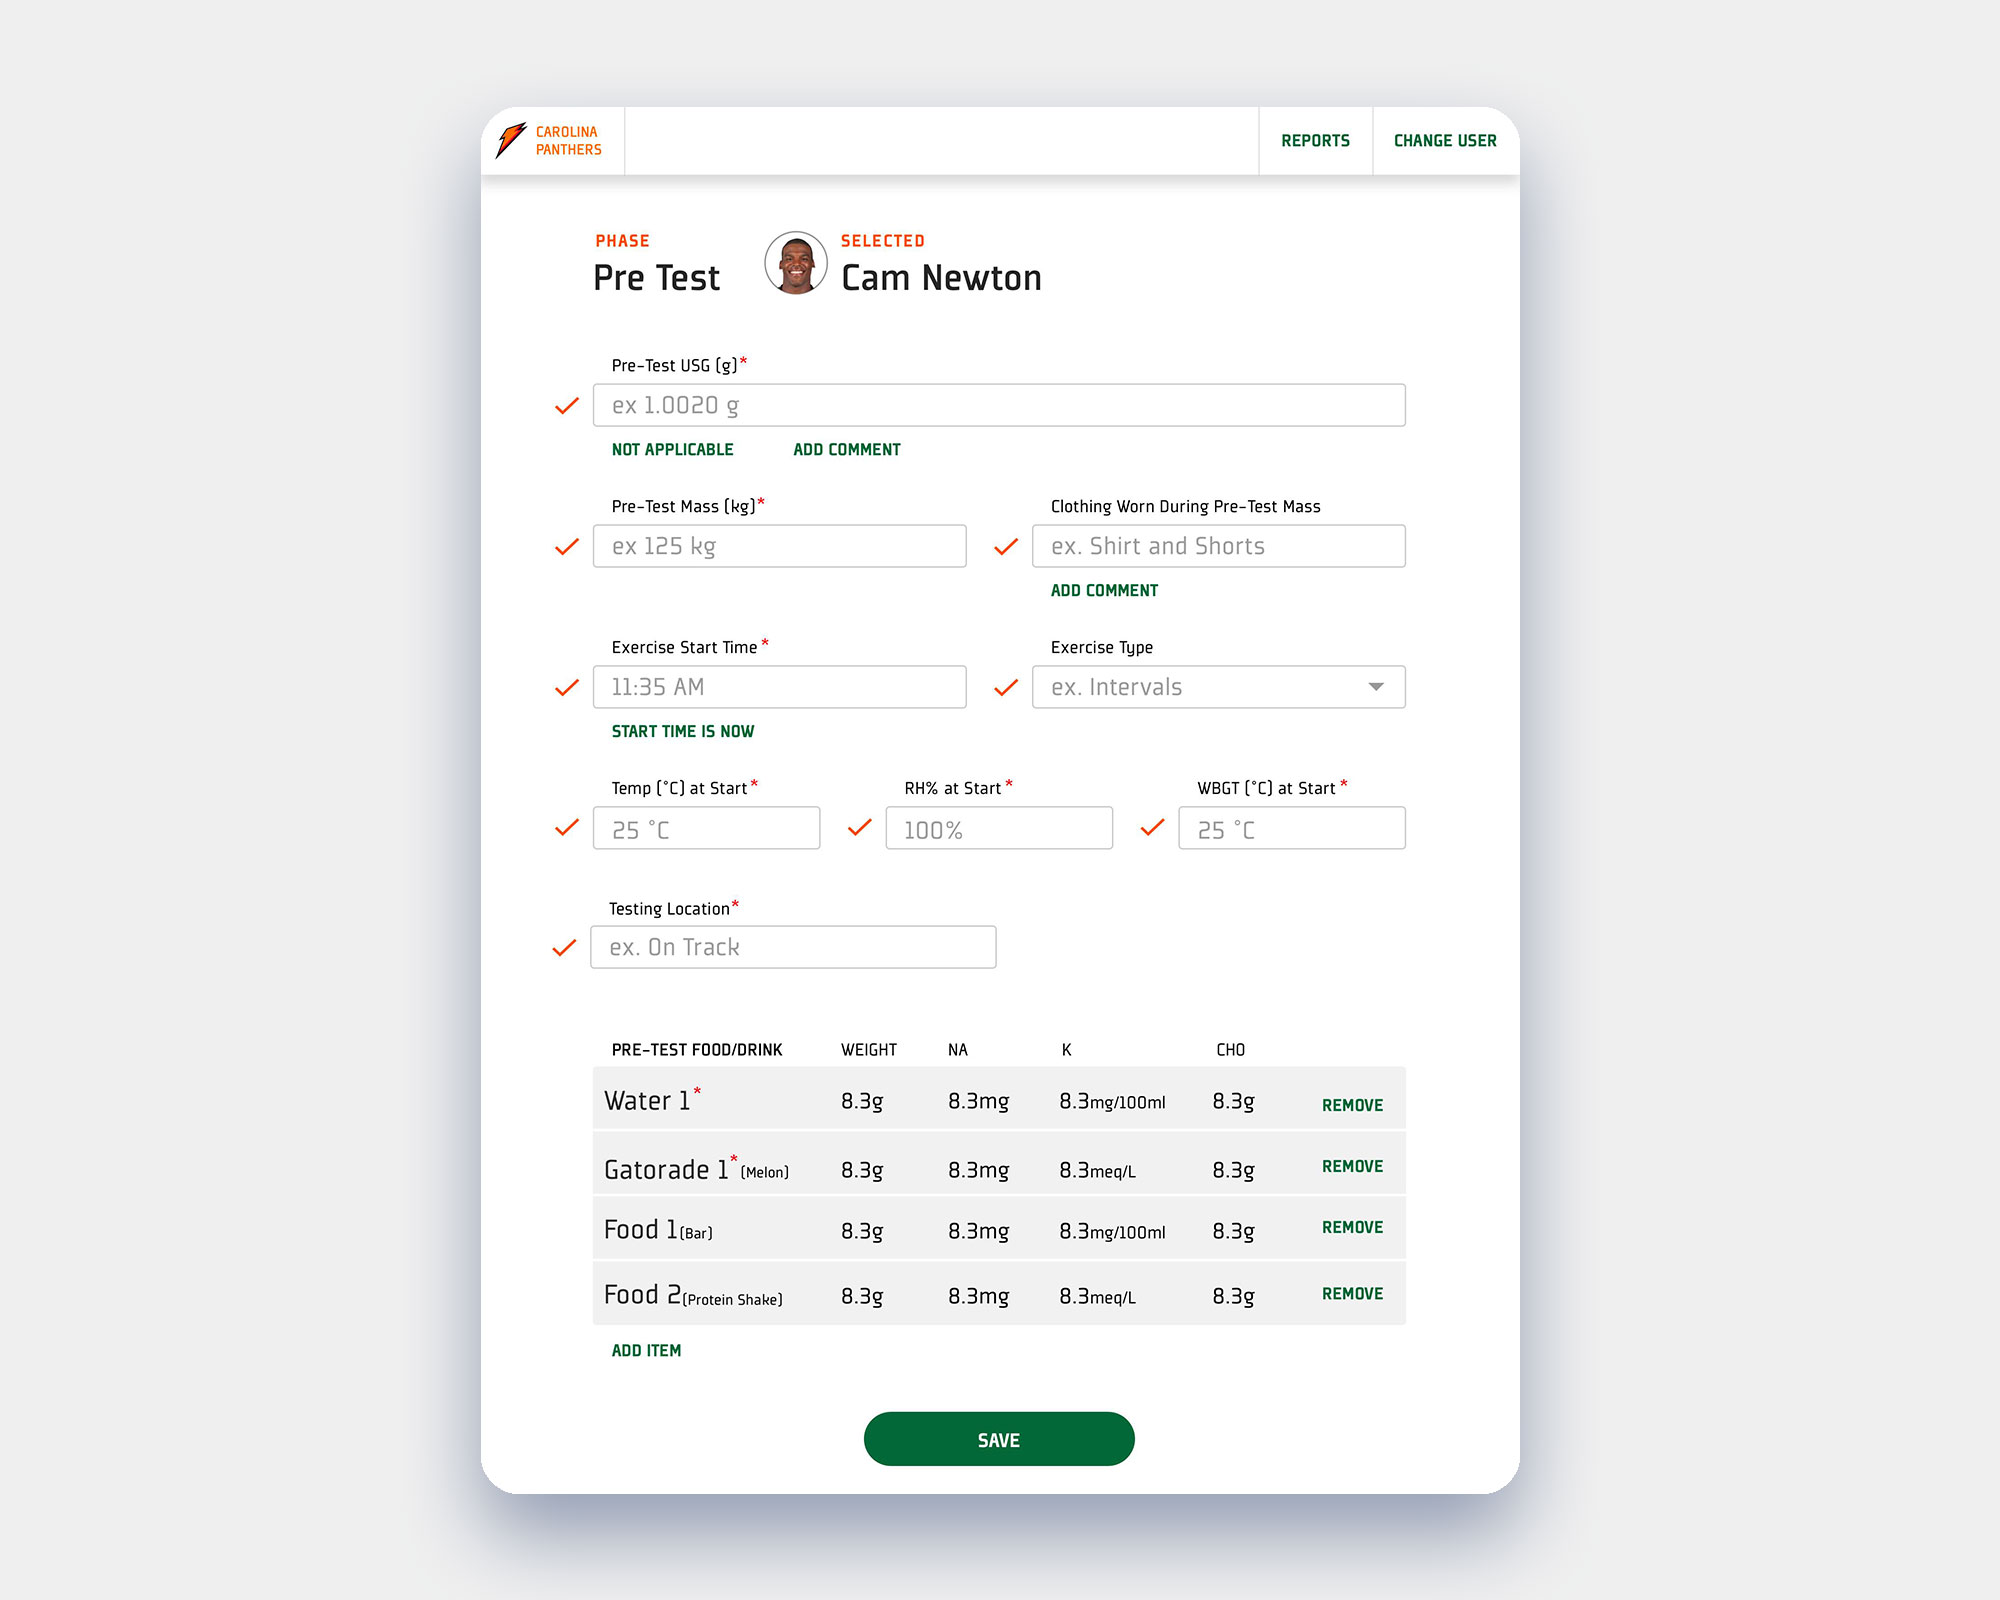 CAROLINA
PANTHERS
REPORTS
CHANGE USER
PHASE
Pre Test
SELECTED
Cam Newton
Pre-Test USG (g)*
ex 1.0020 g
NOT APPLICABLE
ADD COMMENT
Pre-Test Mass (kg)*
Clothing Worn During Pre-Test Mass
ex 125 kg
ex. Shirt and Shorts
ADD COMMENT
Exercise Start Time *
Exercise Type
11:35 AM
ex. Intervals
START TIME IS NOW
Temp (°C) at Start *
RH% at Start *
WBGT (°C) at Start *
25 °C
100%
25 °C
Testing Location*
ex. On Track
PRE-TEST FOOD/DRINK WEIGHT NA K CHO
Water 1* 8.3g 8.3mg 8.3mg/100ml 8.3g REMOVE
Gatorade 1* (Melon) 8.3g 8.3mg 8.3meq/L 8.3g REMOVE
Food 1(Bar) 8.3g 8.3mg 8.3mg/100ml 8.3g REMOVE
Food 2(Protein Shake) 8.3g 8.3mg 8.3meq/L 8.3g REMOVE
ADD ITEM
SAVE